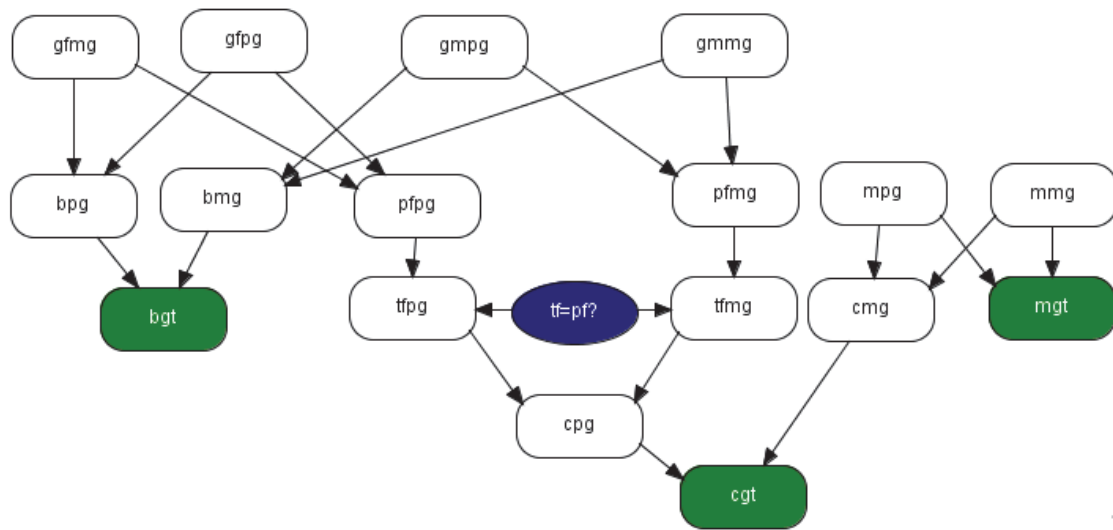 gfmg
gfpg
gmpg
gmmg
bpg
bmg
pfpg
pfmg
mpg
mmg
bgt
tfpg
tf=pf?
tfmg
cmg
mgt
cpg
cgt